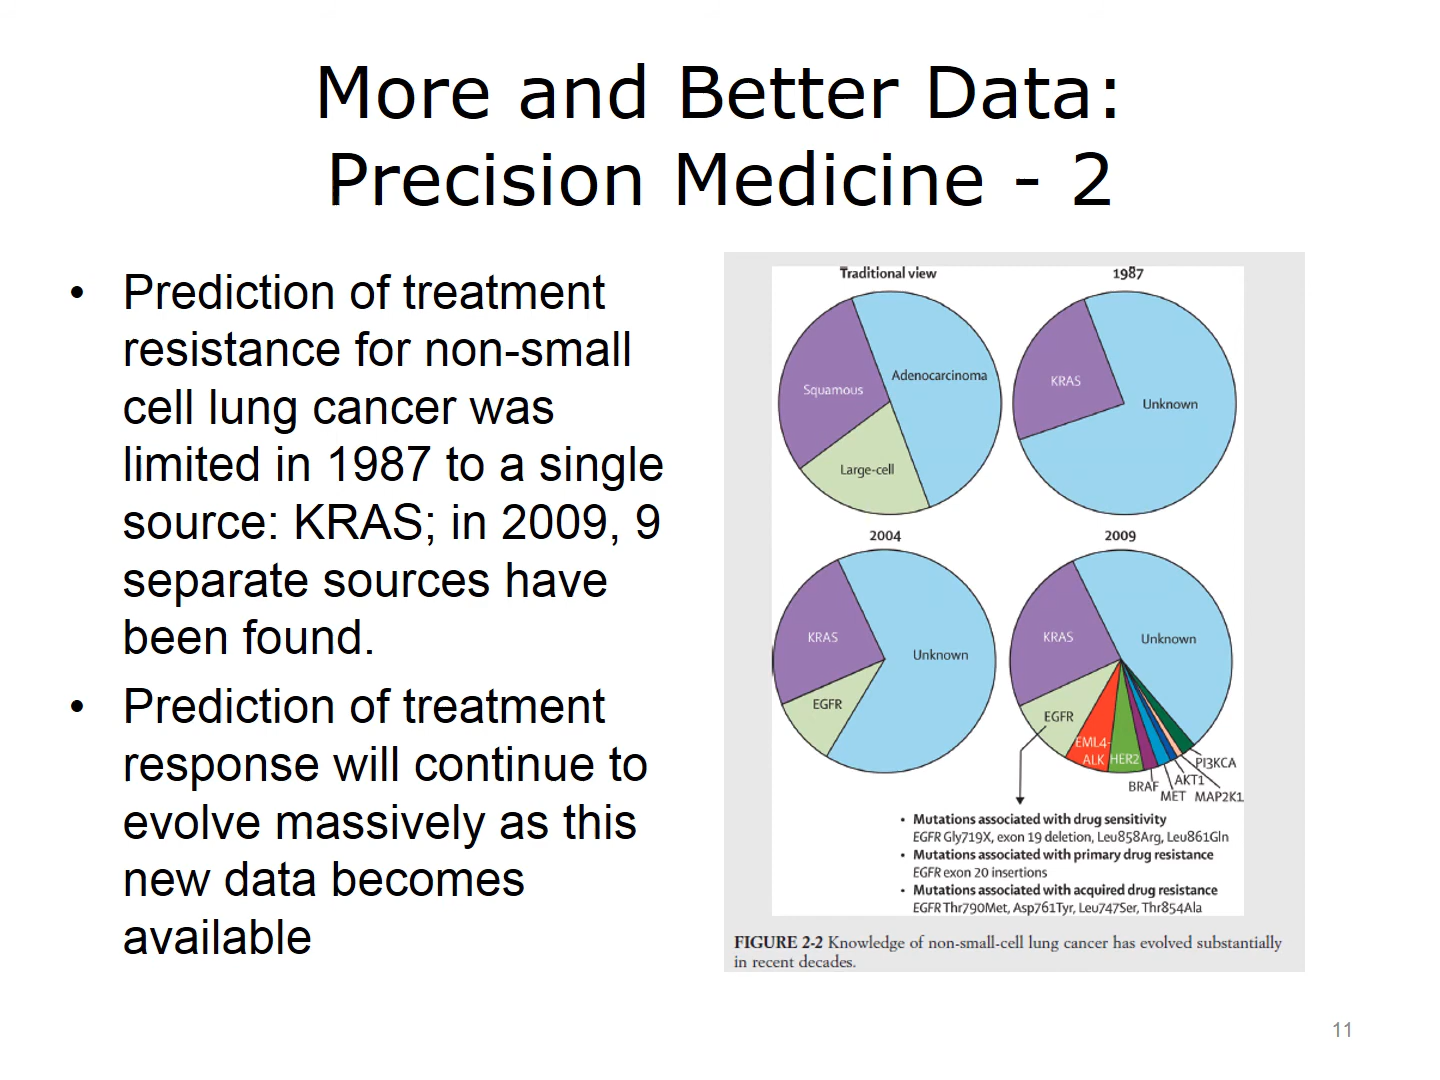 More and Better Data:
Precision Medicine - 2
• Prediction of treatment
resistance for non-small
cell lung cancer was
limited in 1987 to a single
source: KRAS; in 2009, 9
separate sources have
been found.
• Prediction of treatment
response will continue to
evolve massively as this
new data becomes
available
Traditional view
Squamous
Adenocarcinoma
Large-cell
1987
KRAS
Unknown
2004
KRAS
Unknown
EGFR
2009
KRAS
Unknown
EGFR
EML4-
ALK
HER2
BRAF
MET
AKT1
MAP2K1
PI3KCA
• Mutations associated with drug sensitivity
EGFR Gly719X, exon 19 deletion, Leu858Arg, Leu861Gln
• Mutations associated with primary drug resistance
EGFR exon 20 insertions
• Mutations associated with acquired drug resistance
EGFR Thr790Met, Asp761Tyr, Leu747Ser, Thr854Ala
FIGURE 2-2 Knowledge of non-small-cell lung cancer has evolved substantially
in recent decades.
11